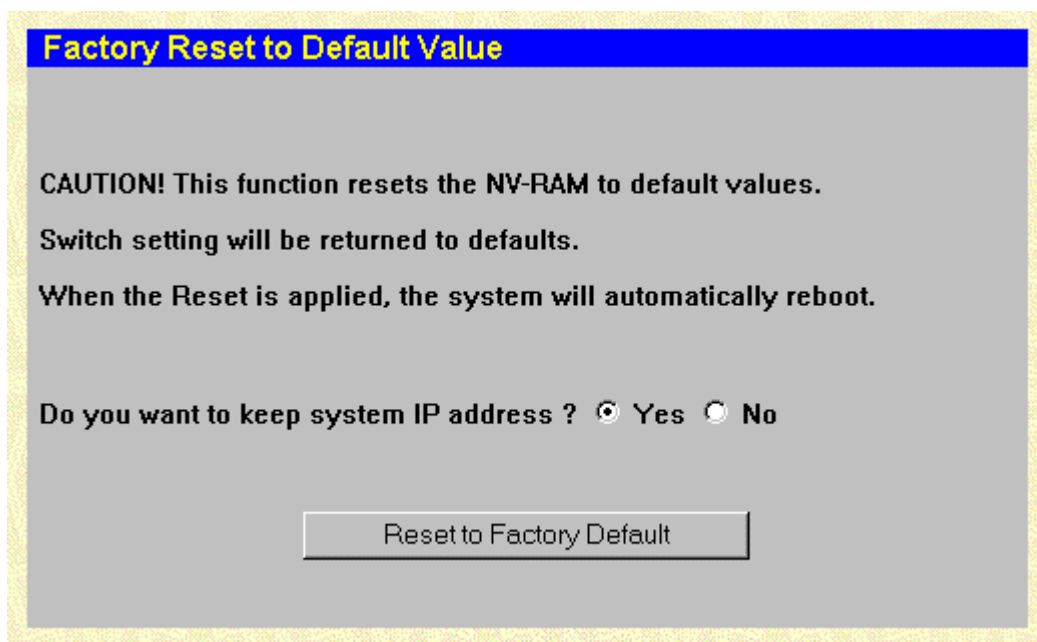 Factory Reset to Default Value
CAUTION! This function resets the NV-RAM to default values.
Switch setting will be returned to defaults.
When the Reset is applied, the system will automatically reboot.
Do you want to keep system IP address ? Yes No
Reset to Factory Default